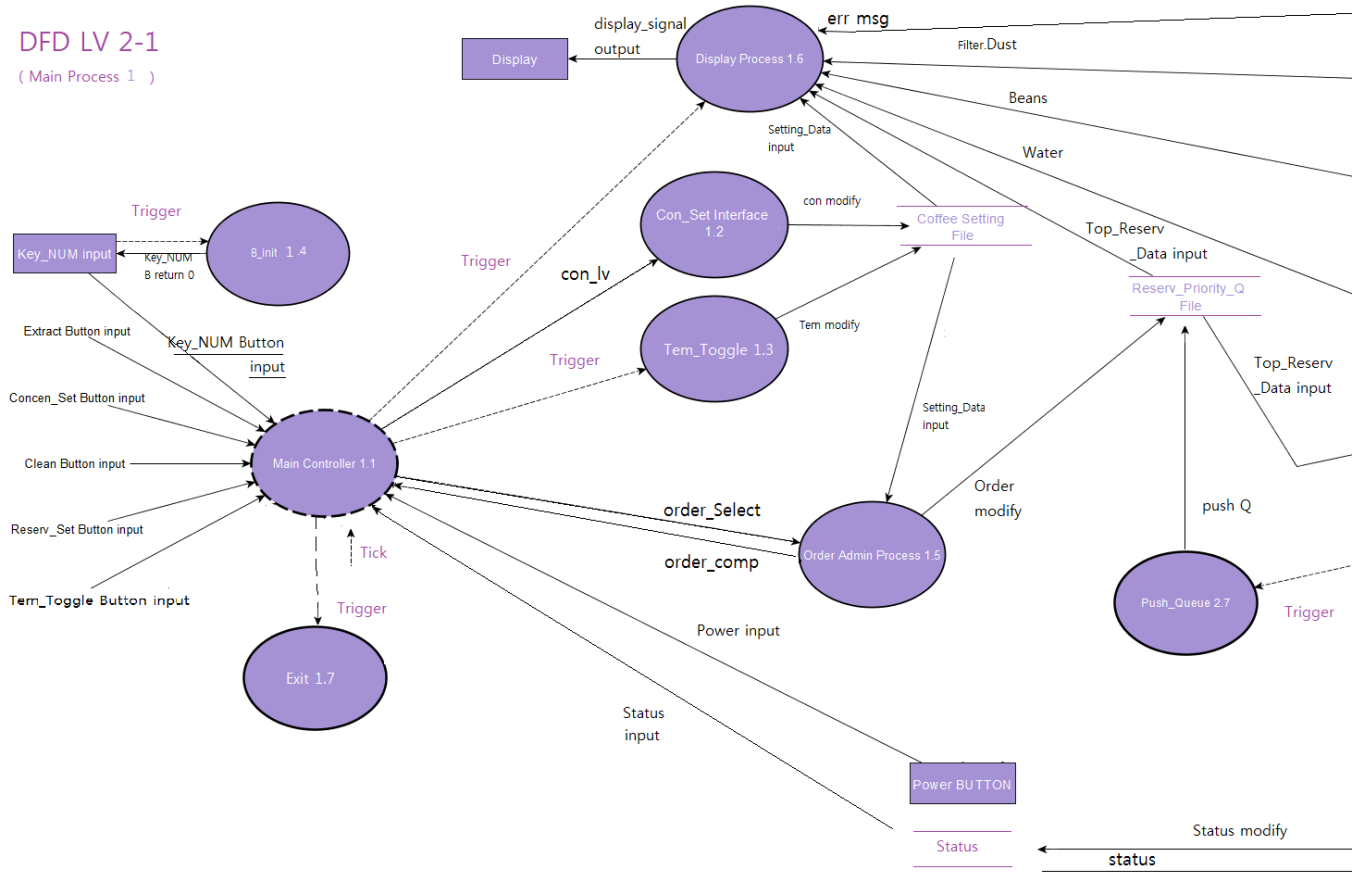 DFD LV 2-1
( Main Process 1 )
display_signal
output
Display
Display Process 1.6
err msg
Filter.Dust
Beans
Water
Setting_Data
input
Trigger
Key_NUM input
Key_NUM
B return 0
B_init 1 .4
Con_Set Interface
1.2
con modify
Coffee Setting
File
Top_Reserv
_Data input
Trigger
con_lv
Reserv_Priority_Q
File
Extract Button input
Key_NUM Button
input
Tem_Toggle 1.3
Tem modify
Trigger
Top_Reserv
_Data input
Concen_Set Button input
Setting_Data
input
Clean Button input
Main Controller 1.1
Reserv_Set Button input
order_Select
Order
modify
push Q
Tick
order_comp
Order Admin Process 1.5
Tem_Toggle Button input
Trigger
Push_Queue 2.7
Trigger
Power input
Exit 1.7
Status
input
Power BUTTON
Status modify
Status
status